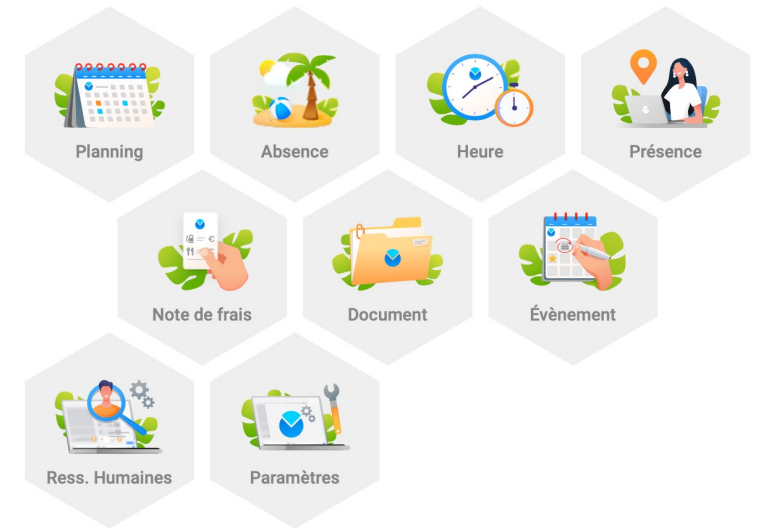 Planning
Absence
Heure
Présence
Note de frais
Document
Évènement
Ress. Humaines
Paramètres